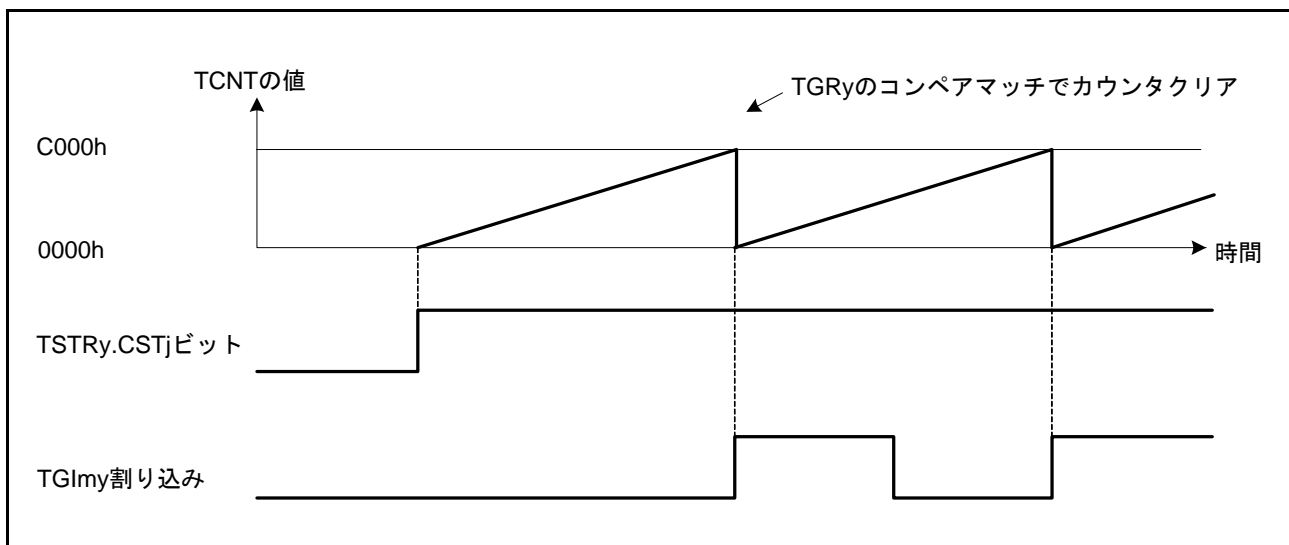 TCNTの値
TGRyのコンペアマッチでカウンタクリア
C000h
0000h
時間
TSTRy.CSTjビット
TGImy割り込み